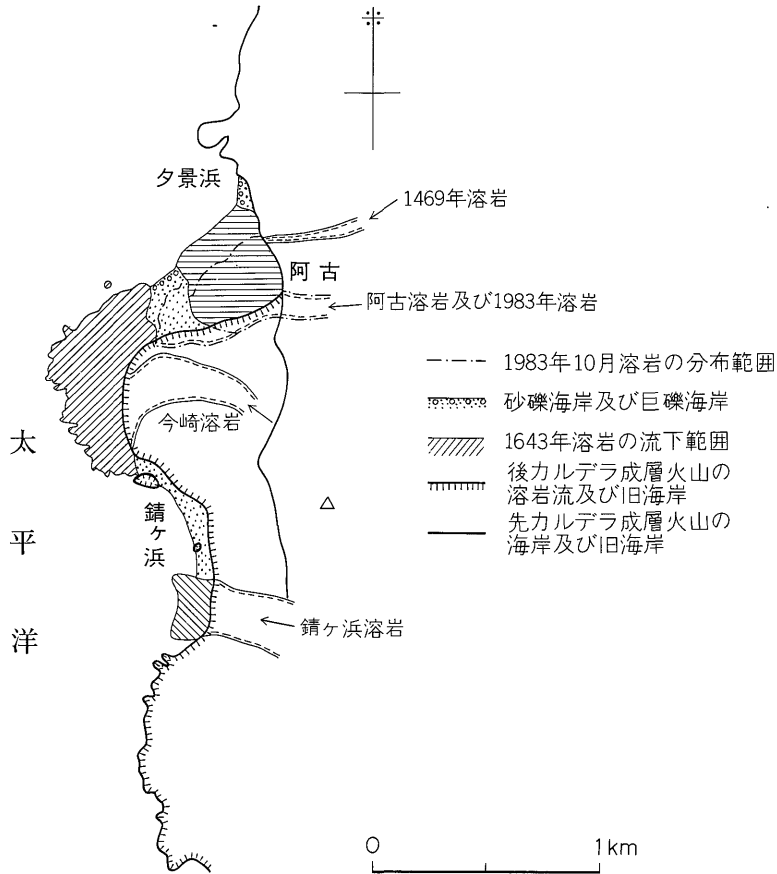 夕景浜
1469年溶岩
阿古
阿古溶岩及び1983年溶岩
1983年10月溶岩の分布範囲
砂礫海岸及び巨礫海岸
1643年溶岩の流下範囲
後カルデラ成層火山の
溶岩流及び旧海岸
先カルデラ成層火山の
海岸及び旧海岸
今崎溶岩
太平洋
錆ヶ浜
錆ヶ浜溶岩
0
1km